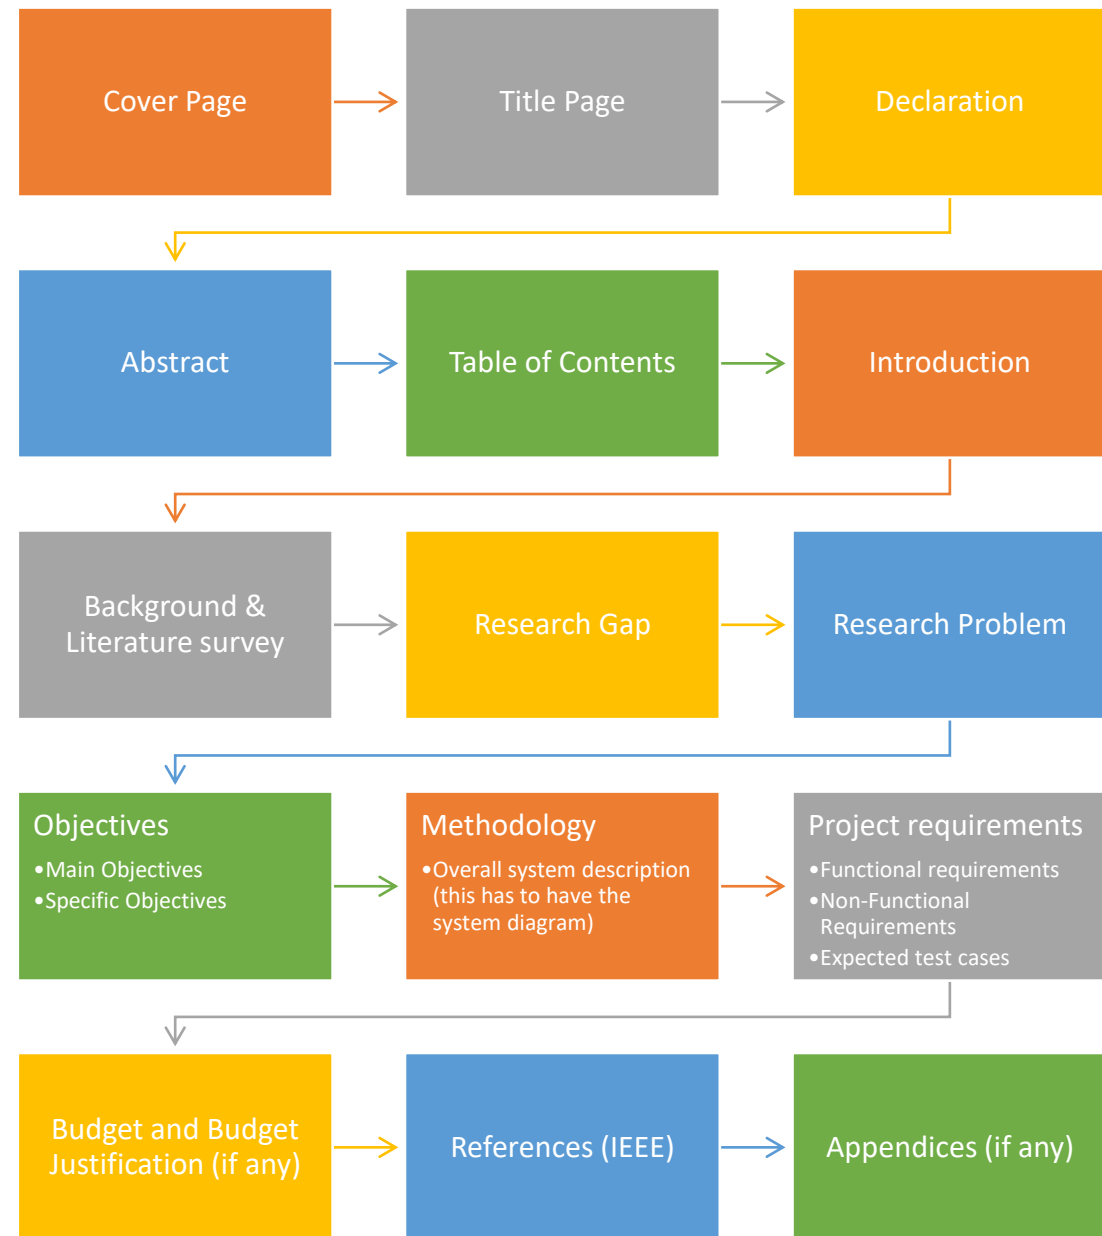 Cover Page
Title Page
Declaration
Abstract
Table of Contents
Introduction
Background &
Literature survey
Research Gap
Research Problem
Objectives
•Main Objectives
•Specific Objectives
Methodology
•Overall system description
(this has to have the
system diagram)
Project requirements
•Functional requirements
•Non-Functional
Requirements
•Expected test cases
Budget and Budget
Justification (if any)
References (IEEE)
Appendices (if any)